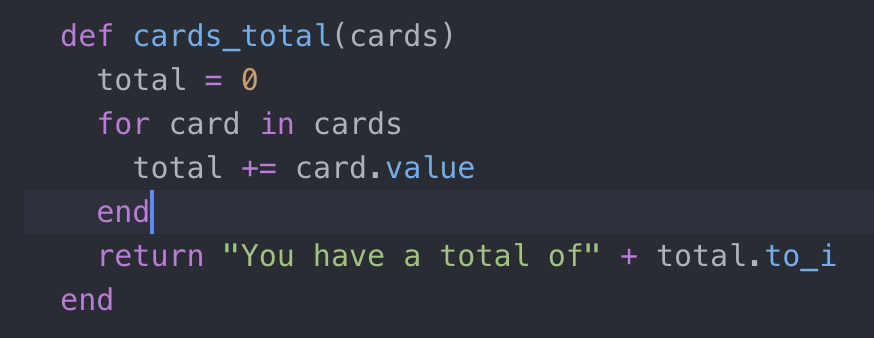 def cards_total(cards)
  total = 0
  for card in cards
    total += card.value
  end
  return "You have a total of" + total.to_i
end